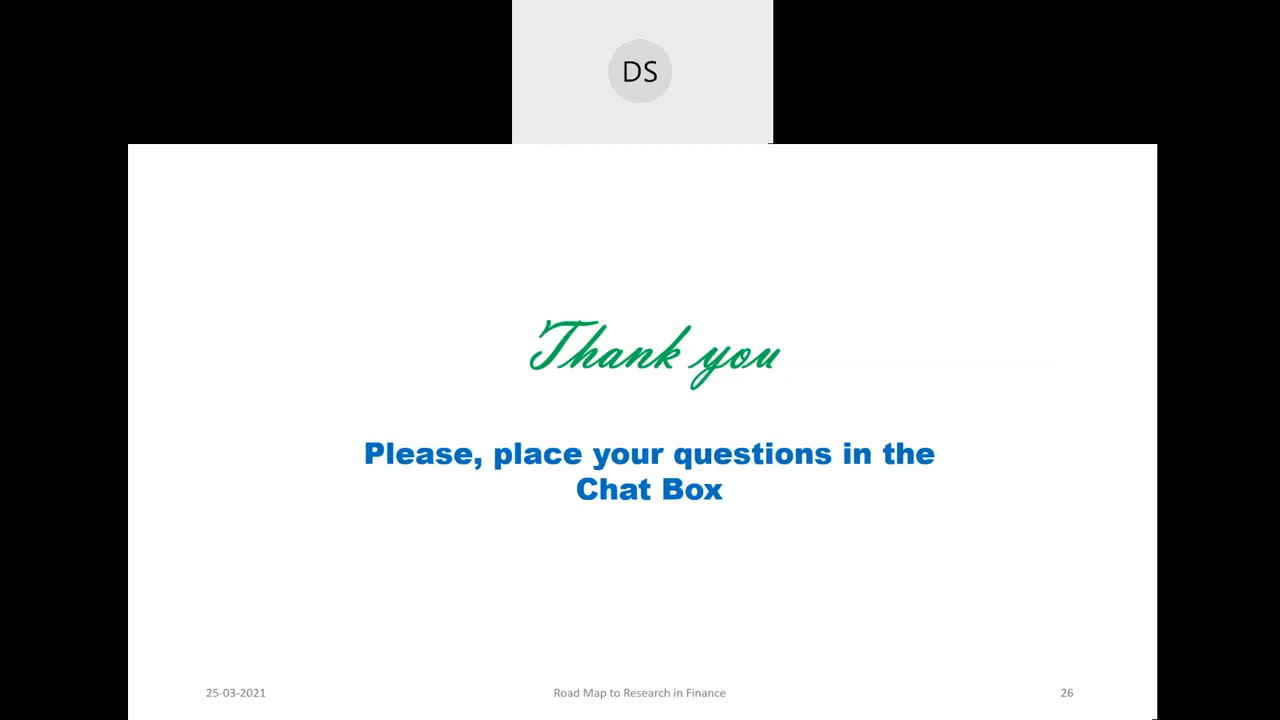 DS
Thank you
Please, place your questions in the
Chat Box
25-03-2021 Road Map to Research in Finance 26